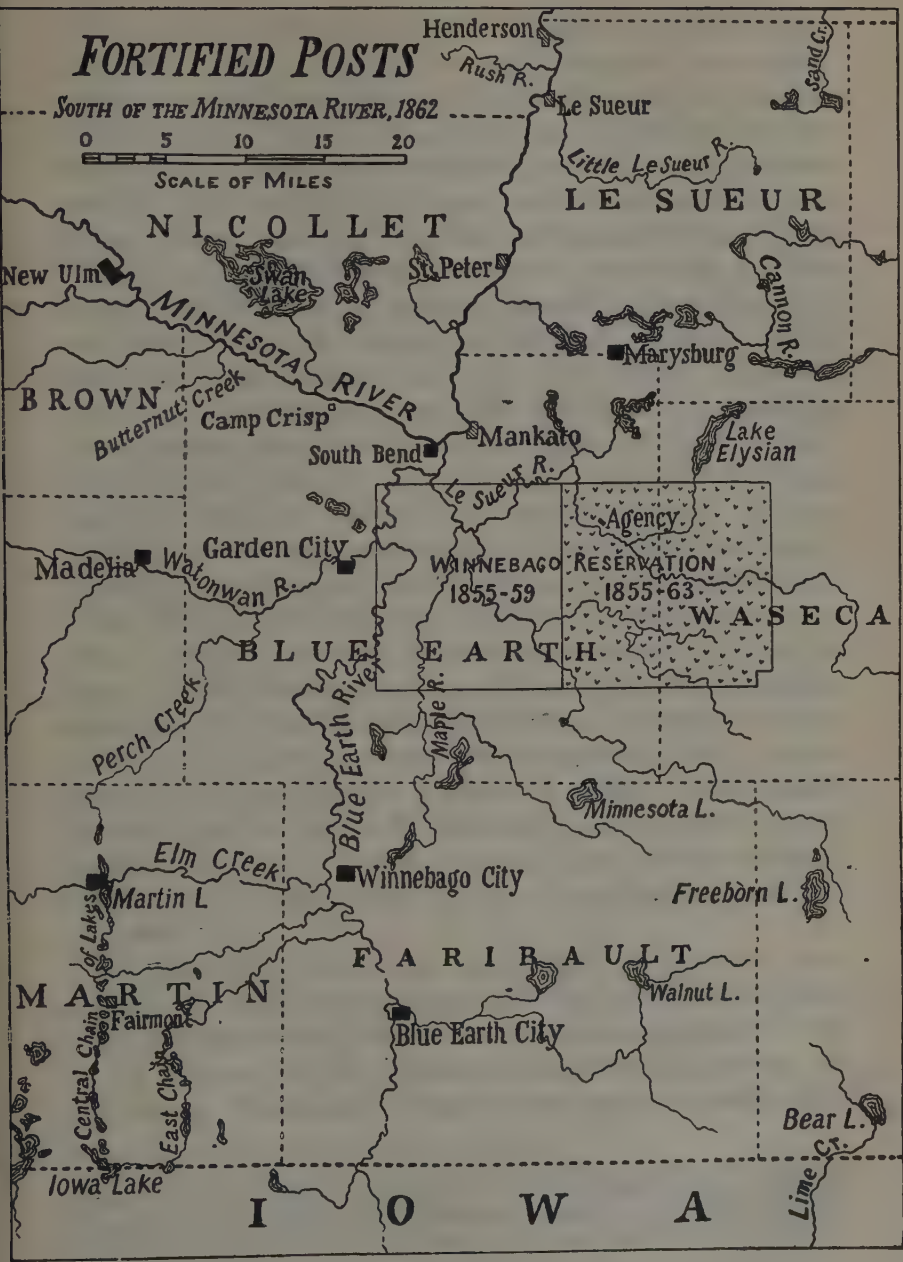 FORTIFIED POSTS
SOUTH OF THE MINNESOTA RIVER, 1862
0 5 10 15 20
SCALE OF MILES
Henderson
Rush R.
Sand Cr.
Le Sueur
Little Le Sueur R.
LE SUEUR
NICOLLET
New Ulm
Swan
Lake
St. Peter
Cannon R.
MINNESOTA RIVER
Marysburg
BROWN
Butternut Creek
Camp Crisp
Mankato
South Bend
Lake
Elysian
Le Sueur R.
Agency
Garden City
WINNEBAGO RESERVATION
1855-59 1855-63
Madelia
Watonwan R.
WASECA
BLUE EARTH
Perch Creek
Blue Earth River
Maple R.
Minnesota L.
Elm Creek
Winnebago City
Martin L
Freeborn L.
Central Chain of Lakes
FARIBAULT
MARTIN
Walnut L.
Fairmont
Blue Earth City
East Chain
Bear L.
Lime Cr.
Iowa Lake
IOWA